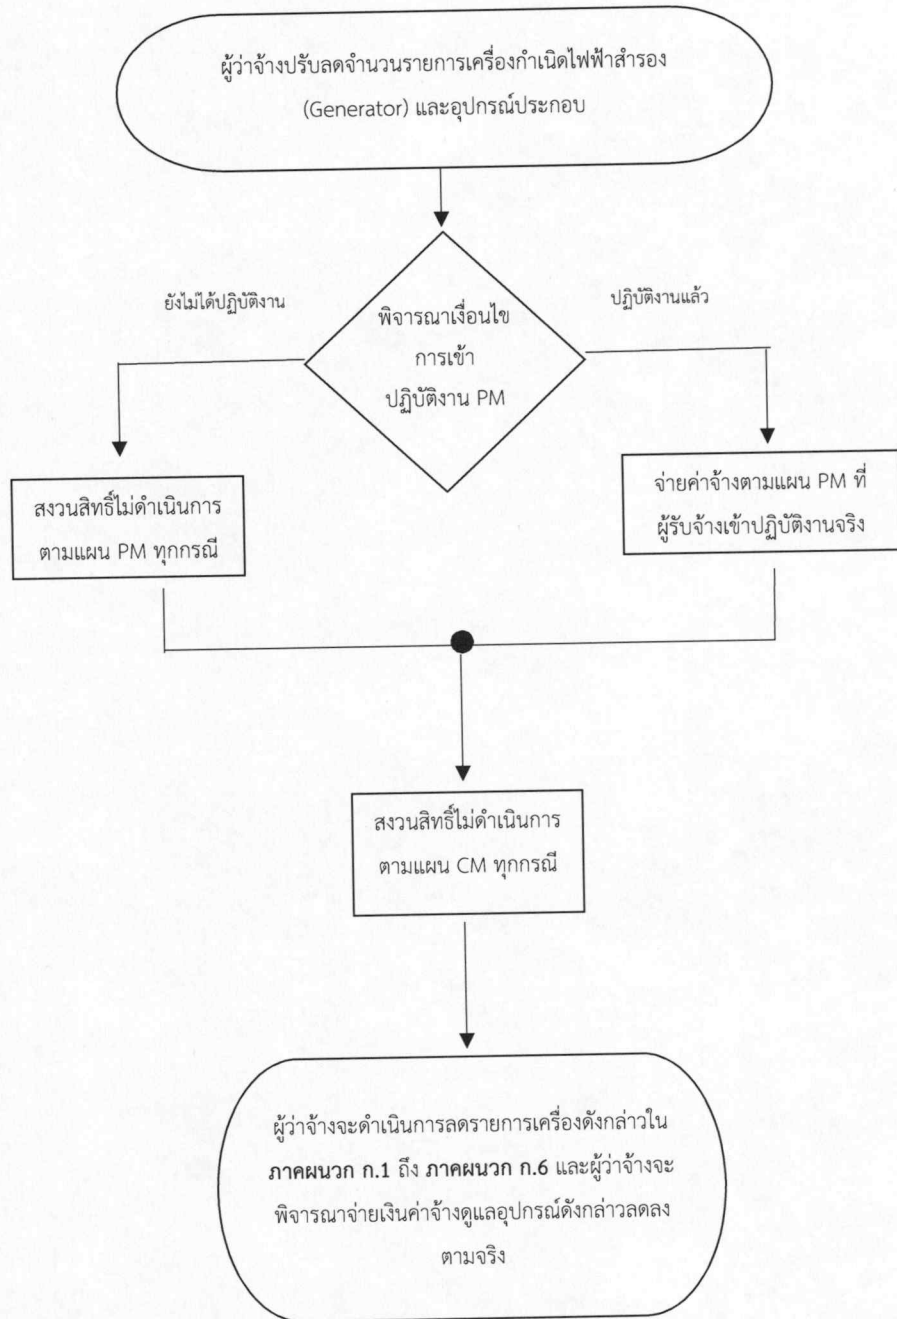 ผู้ว่าจ้างปรับลดจำนวนรายการเครื่องกำเนิดไฟฟ้าสำรอง
(Generator) และอุปกรณ์ประกอบ
ยังไม่ได้ปฏิบัติงาน
ปฏิบัติงานแล้ว
พิจารณาเงื่อนไข
การเข้า
ปฏิบัติงาน PM
สงวนสิทธิ์ไม่ดำเนินการ
ตามแผน PM ทุกกรณี
จ่ายค่าจ้างตามแผน PM ที่
ผู้รับจ้างเข้าปฏิบัติงานจริง
สงวนสิทธิ์ไม่ดำเนินการ
ตามแผน CM ทุกกรณี
ผู้ว่าจ้างจะดำเนินการลดรายการเครื่องดังกล่าวใน
ภาคผนวก ก.1 ถึง ภาคผนวก ก.6 และผู้ว่าจ้างจะ
พิจารณาจ่ายเงินค่าจ้างดูแลอุปกรณ์ดังกล่าวลดลง
ตามจริง